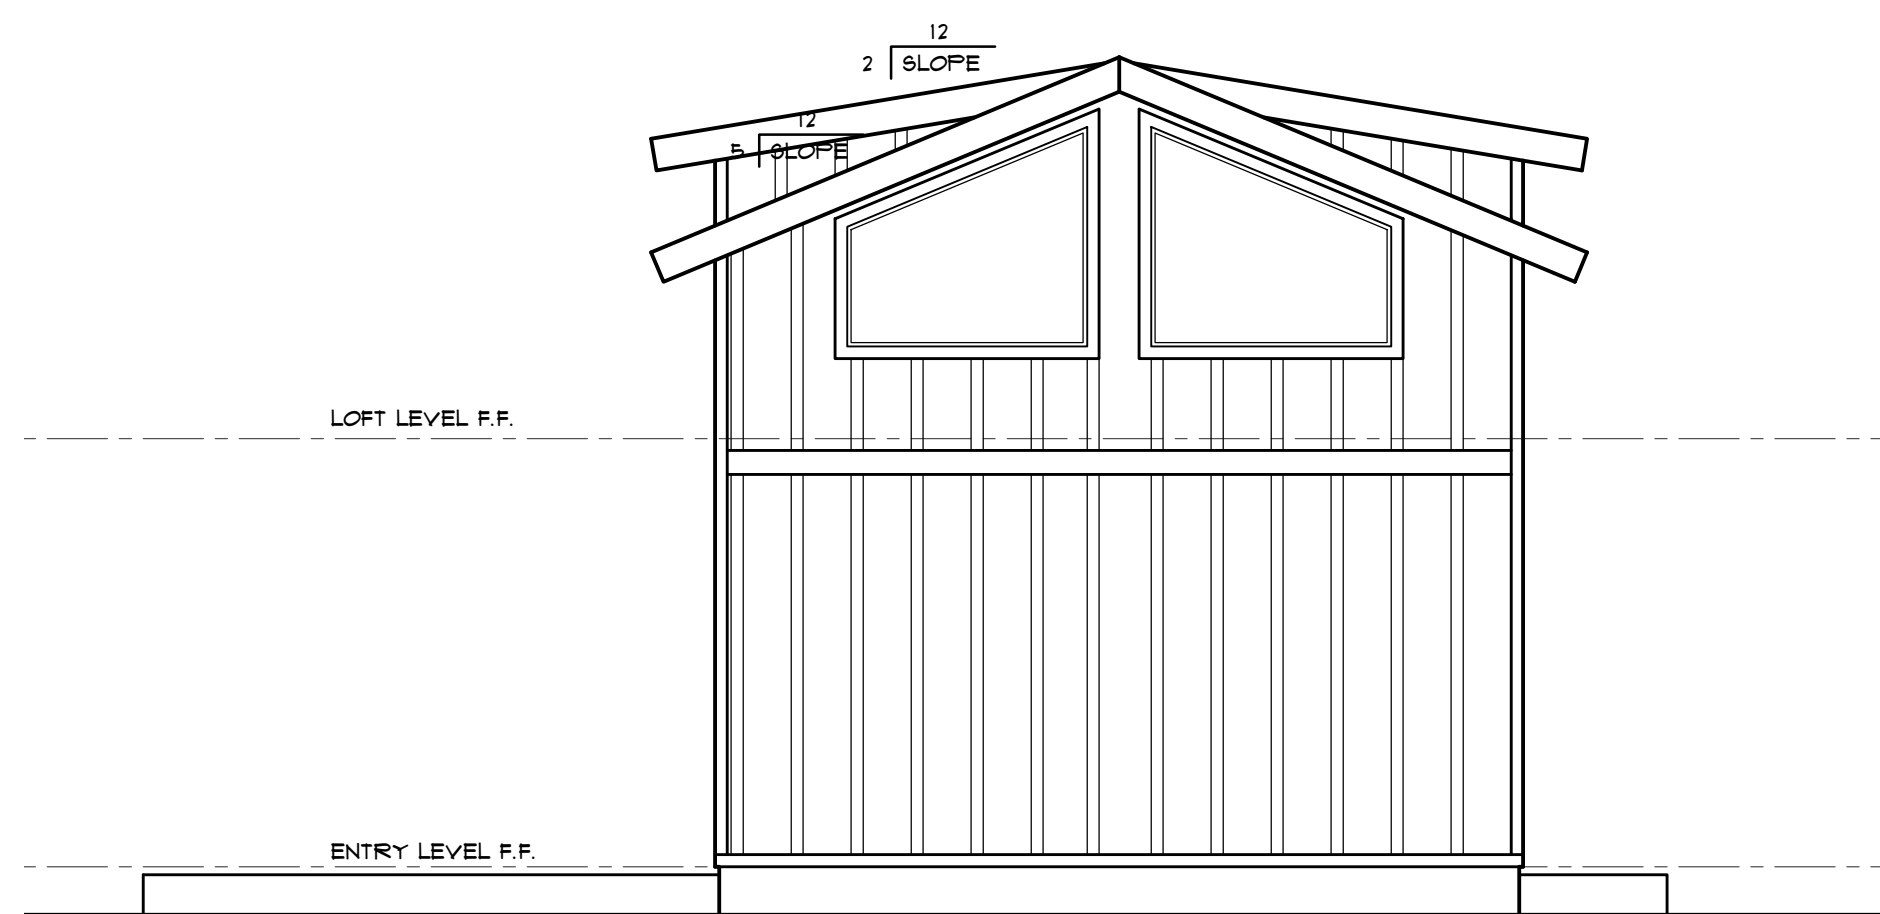 12
2 SLOPE
12
5 SLOPE
LOFT LEVEL F.F.
ENTRY LEVEL F.F.